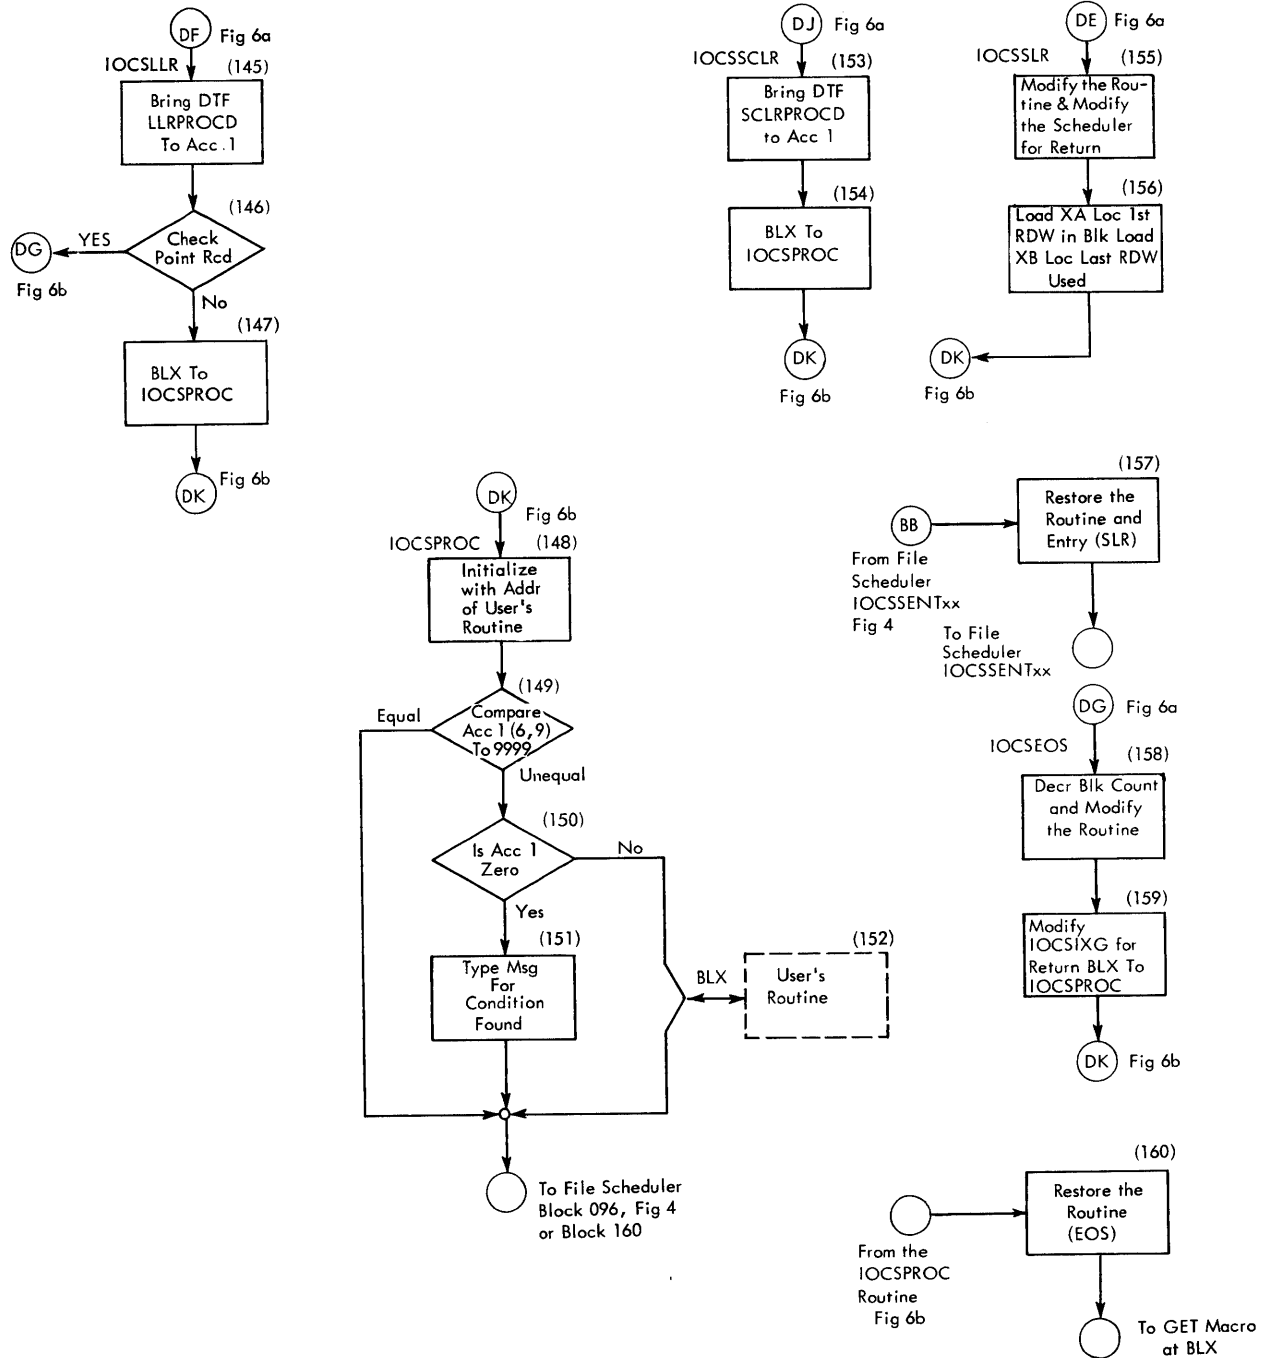 DF
Fig 6a
IOCSLLR
(145)
Bring DTF
LLRPROCD
To Acc.1
(146)
Check
Point Rcd
YES
DG
Fig 6b
No
(147)
BLX To
IOCSPROC
DK
Fig 6b
DJ
Fig 6a
IOCSSCLR
(153)
Bring DTF
SCLRPROCD
to Acc 1
(154)
BLX To
IOCSPROC
DK
Fig 6b
DE
Fig 6a
IOCSSLR
(155)
Modify the Rou-
tine & Modify
the Scheduler
for Return
(156)
Load XA Loc 1st
RDW in Blk Load
XB Loc Last RDW
Used
DK
Fig 6b
DK
Fig 6b
IOCSPROC
(148)
Initialize
with Addr
of User's
Routine
(149)
Compare
Acc 1 (6,9)
To 9999
Equal
Unequal
(150)
Is Acc 1
Zero
No
Yes
(151)
Type Msg
For
Condition
Found
BLX
(152)
User's
Routine
To File Scheduler
Block 096, Fig 4
or Block 160
(157)
Restore the
Routine and
Entry (SLR)
BB
From File
Scheduler
IOCSSENTxx
Fig 4
To File
Scheduler
IOCSSENTxx
DG
Fig 6a
IOCSEOS
(158)
Decr Blk Count
and Modify
the Routine
(159)
Modify
IOCSIXG for
Return BLX To
IOCSPROC
DK
Fig 6b
(160)
Restore the
Routine
(EOS)
From the
IOCSPROC
Routine
Fig 6b
To GET Macro
at BLX